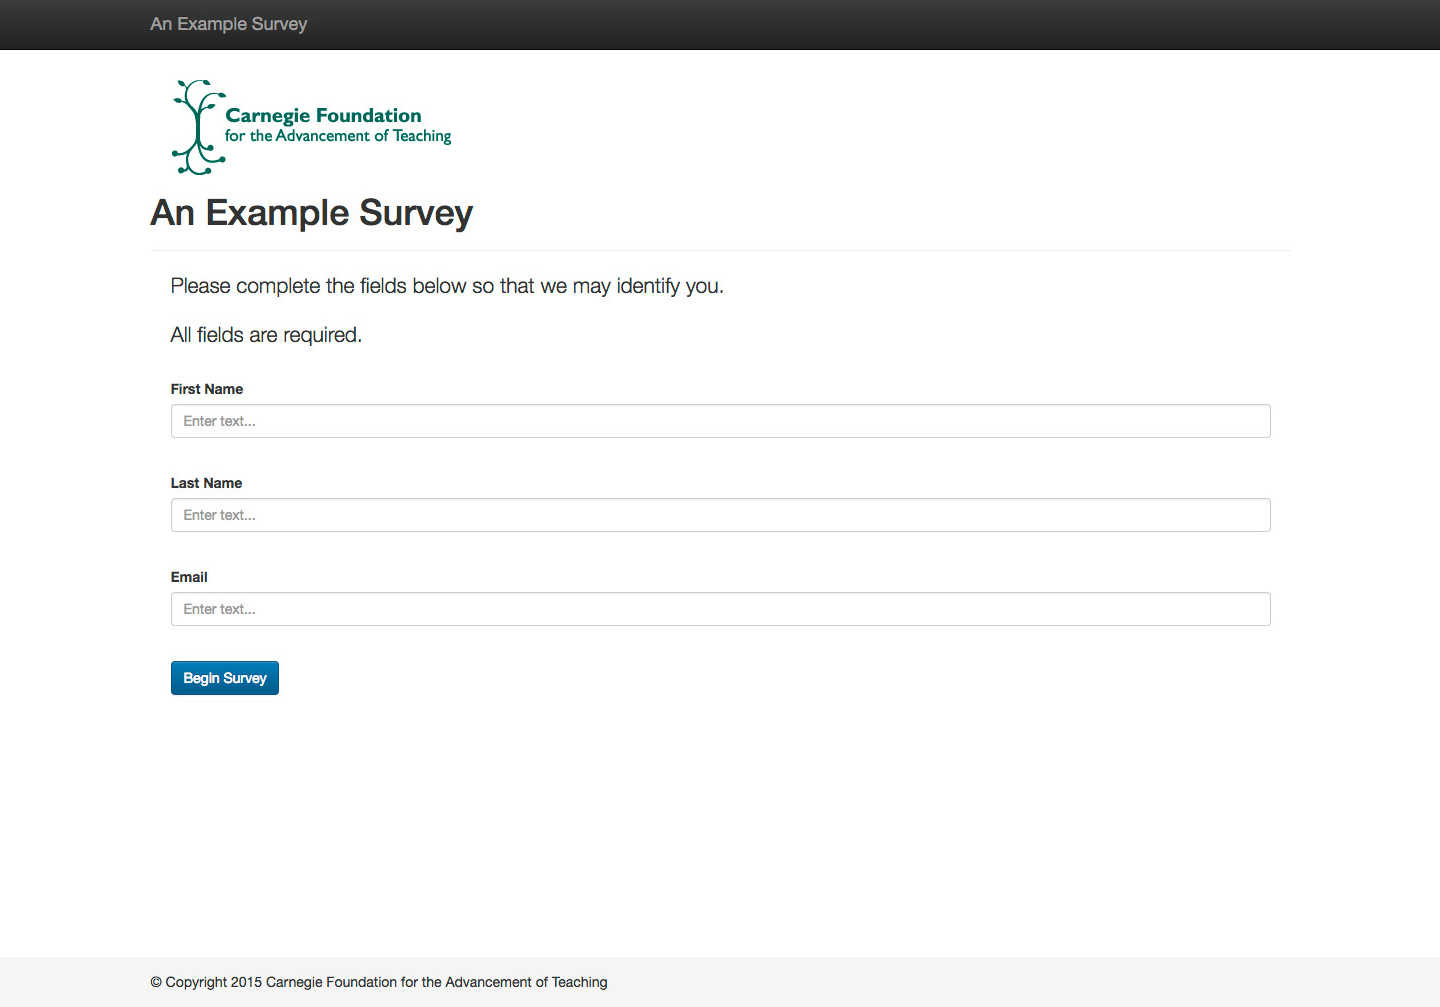 An Example Survey
Carnegie Foundation
for the Advancement of Teaching
An Example Survey
Please complete the fields below so that we may identify you.
All fields are required.
First Name
Enter text...
Last Name
Enter text...
Email
Enter text...
Begin Survey
© Copyright 2015 Carnegie Foundation for the Advancement of Teaching